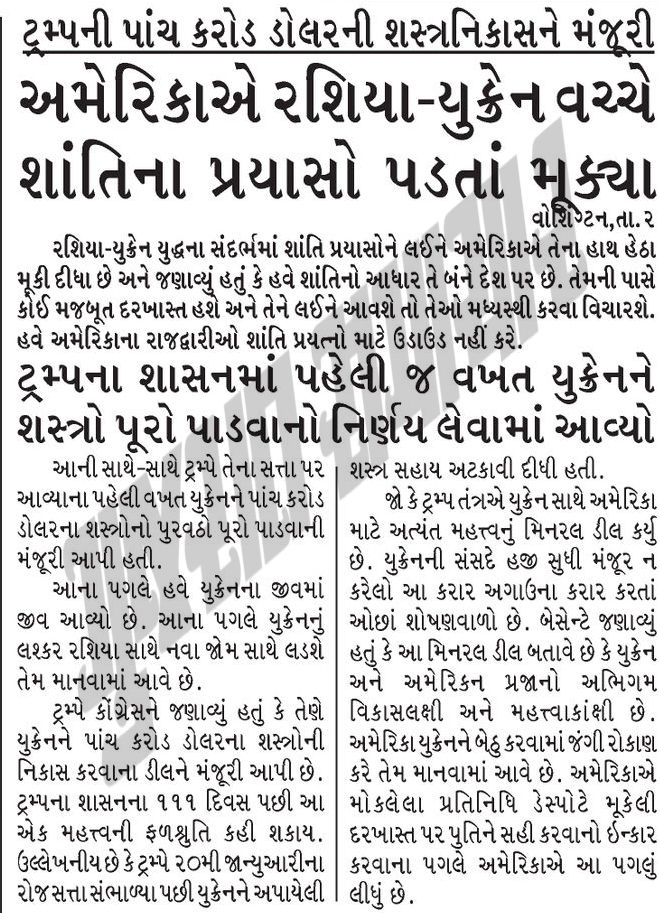 ટ્રમ્પની પાંચ કરોડ ડોલરની શસ્ત્રનિકાસને મંજૂરી
અમેરિકાએ રશિયા-યુક્રેન વચ્ચે
શાંતિના પ્રયાસો પડતાં મૂક્યા
વોશિંગ્ટન,તા. ૨
રશિયા-યુક્રેન યુદ્ધના સંદર્ભમાં શાંતિ પ્રયાસોને લઈને અમેરિકાએ તેના હાથ હેઠા
મૂકી દીધા છે અને જણાવ્યું હતું કે હવે શાંતિનો આધાર તે બંને દેશ પર છે. તેમની પાસે
કોઈ મજબૂત દરખાસ્ત હશે અને તેને લઈને આવશે તો તેઓ મધ્યસ્થી કરવા વિચારશે.
હવે અમેરિકાના રાજદ્વારીઓ શાંતિ પ્રયત્નો માટે ઉડાઉડ નહીં કરે.
ટ્રમ્પના શાસનમાં પહેલી જ વખત યુક્રેનને
શસ્ત્રો પૂરો પાડવાનો નિર્ણય લેવામાં આવ્યો
આની સાથે-સાથે ટ્રમ્પે તેના સત્તા પર
આવ્યાના પહેલી વખત યુક્રેનને પાંચ કરોડ
ડોલરના શસ્ત્રોનો પુરવઠો પૂરો પાડવાની
મંજૂરી આપી હતી.
આના પગલે હવે યુક્રેનના જીવમાં
જીવ આવ્યો છે. આના પગલે યુક્રેનનું
લશ્કર રશિયા સાથે નવા જોમ સાથે લડશે
તેમ માનવામાં આવે છે.
ટ્રમ્પે કોંગ્રેસને જણાવ્યું હતું કે તેણે
યુક્રેનને પાંચ કરોડ ડોલરના શસ્ત્રોની
નિકાસ કરવાના ડીલને મંજૂરી આપી છે.
ટ્રમ્પના શાસનના ૧૧૧ દિવસ પછી આ
એક મહત્વની ફળશ્રુતિ કહી શકાય.
ઉલ્લેખનીય છે કે ટ્રમ્પે ૨૦મી જાન્યુઆરીના
રોજ સત્તા સંભાળ્યા પછી યુક્રેનને અપાયેલી
શસ્ત્ર સહાય અટકાવી દીધી હતી.
જો કે ટ્રમ્પ તંત્રએ યુક્રેન સાથે અમેરિકા
માટે અત્યંત મહત્ત્વનું મિનરલ ડીલ કર્યુ
છે. યુક્રેનની સંસદે હજી સુધી મંજૂર ન
કરેલો આ કરાર અગાઉના કરાર કરતાં
ઓછાં શોષણવાળો છે. બેસેન્ટે જણાવ્યું
હતું કે આ મિનરલ ડીલ બતાવે છે કે યુક્રેન
અને અમેરિકન પ્રજાનો અભિગમ
વિકાસલક્ષી અને મહત્ત્વાકાંક્ષી છે.
અમેરિકા યુક્રેનને બેઠુ કરવામાં જંગી રોકાણ
કરે તેમ માનવામાં આવે છે. અમેરિકાએ
મોકલેલા પ્રતિનિધિ ડેસ્પોટે મૂકેલી
દરખાસ્ત પર પુતિને સહી કરવાનો ઇન્કાર
કરવાના પગલે અમેરિકાએ આ પગલું
લીધું છે.
ગુજરાત સમાચાર